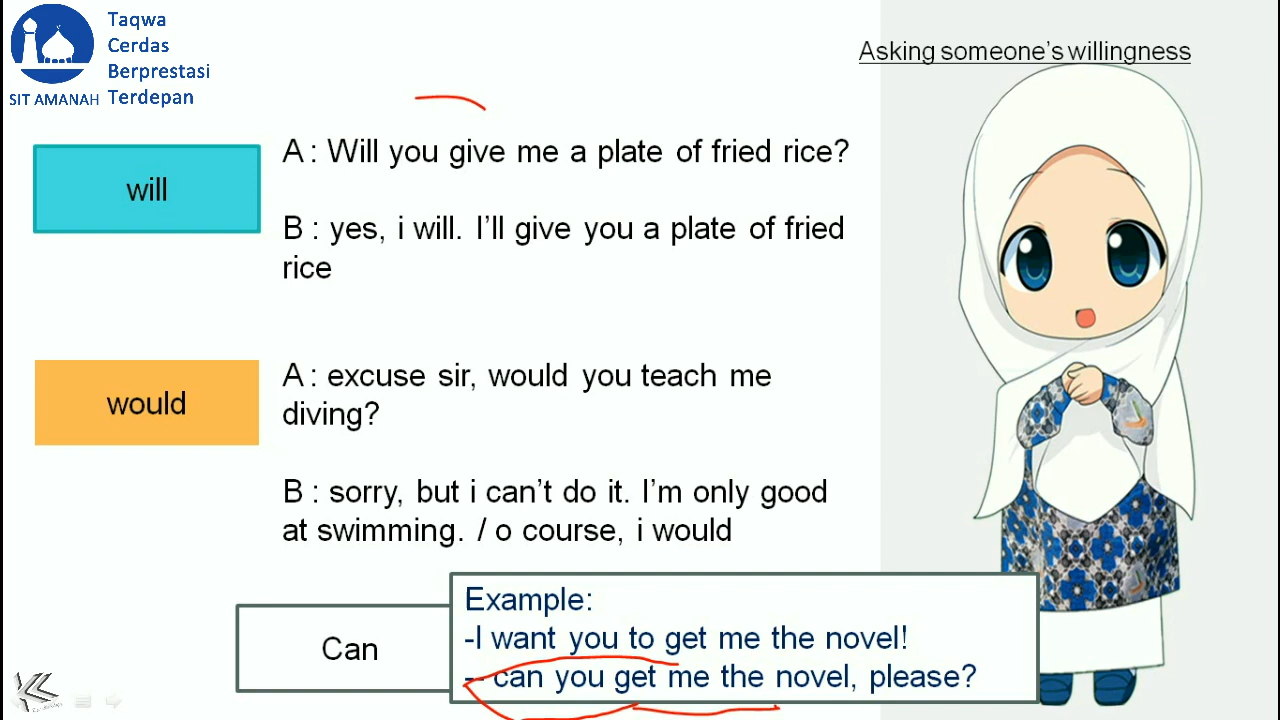 Taqwa
Cerdas
Berprestasi
SIT AMANAH Terdepan
Asking someone's willingness
will
A : Will you give me a plate of fried rice?
B : yes, i will. I'll give you a plate of fried
rice
would
A : excuse sir, would you teach me
diving?
B : sorry, but i can't do it. I'm only good
at swimming. / o course, i would
Can
Example:
-I want you to get me the novel!
-- can you get me the novel, please?